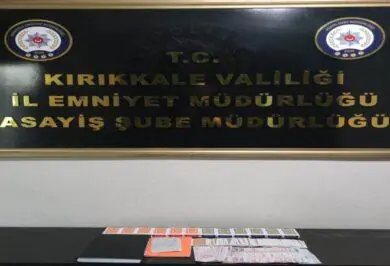 T.C.
KIRIKKALE VALİLİĞİ
İL EMNİYET MÜDÜRLÜĞÜ
ASAYİŞ ŞUBE MÜDÜRLÜĞÜ